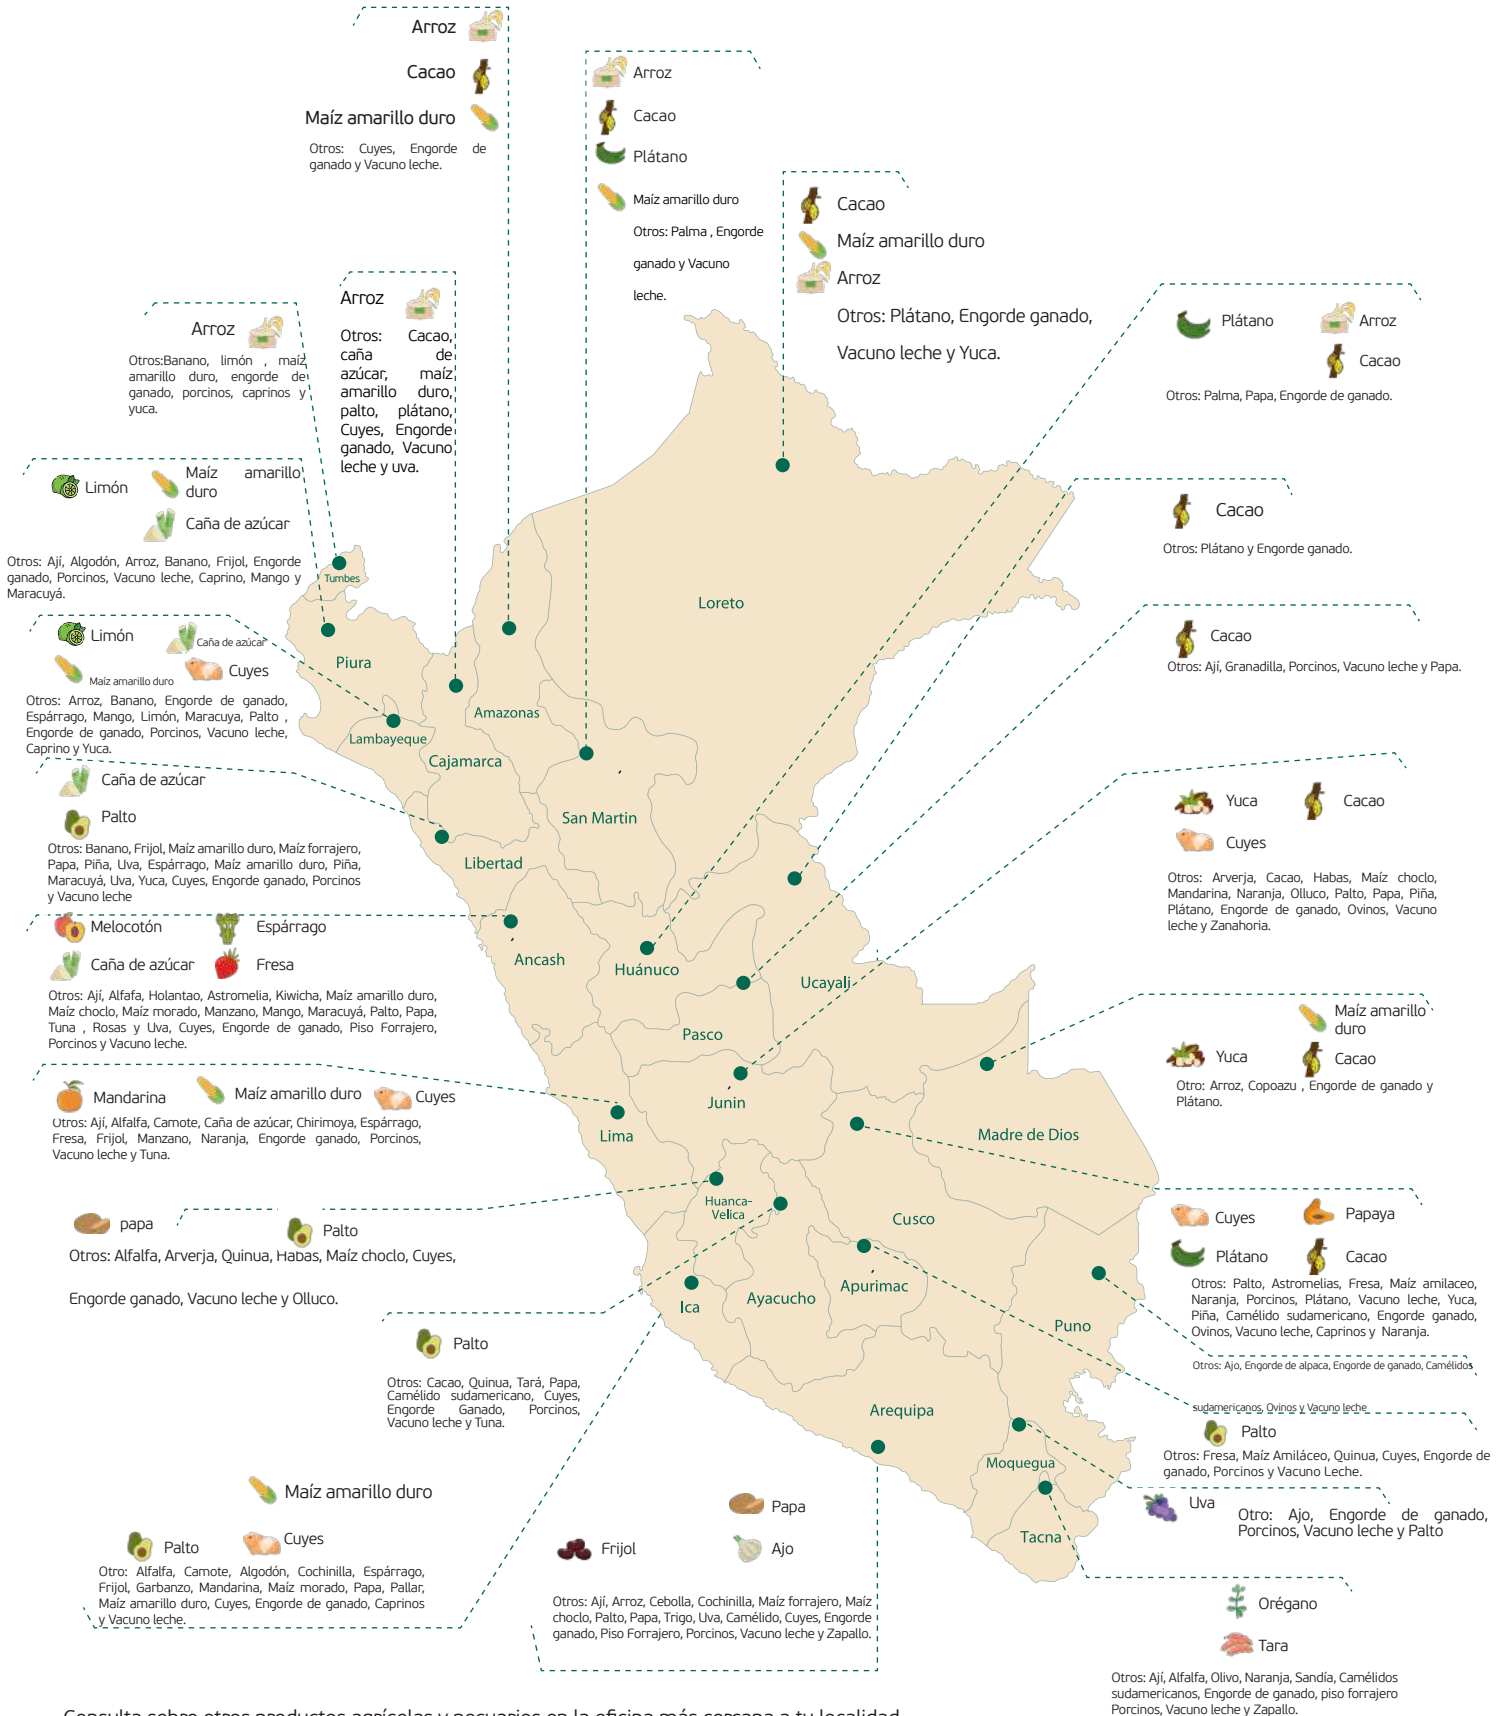 Arroz
Cacao
Maíz amarillo duro
Otros: Cuyes, Engorde de
ganado y Vacuno leche.
Arroz
Cacao
Plátano
Maíz amarillo duro
Otros: Palma , Engorde
ganado y Vacuno
leche.
Cacao
Maíz amarillo duro
Arroz
Otros: Plátano, Engorde ganado,
Vacuno leche y Yuca.
Arroz
Otros: Cacao,
caña de
azúcar, maíz
amarillo duro,
palto, plátano,
Cuyes, Engorde
ganado, Vacuno
leche y uva.
Arroz
Otros:Banano, limón , maíz
amarillo duro, engorde de
ganado, porcinos, caprinos y
yuca.
Plátano
Arroz
Cacao
Otros: Palma, Papa, Engorde de ganado.
Limón
Maíz amarillo
duro
Caña de azúcar
Otros: Ají, Algodón, Arroz, Banano, Frijol, Engorde
ganado, Porcinos, Vacuno leche, Caprino, Mango y
Maracuyá.
Cacao
Otros: Plátano y Engorde ganado.
Limón
Caña de azúcar
Maíz amarillo duro
Cuyes
Otros: Arroz, Banano, Engorde de ganado,
Espárrago, Mango, Limón, Maracuya, Palto ,
Engorde de ganado, Porcinos, Vacuno leche,
Caprino y Yuca.
Cacao
Otros: Ají, Granadilla, Porcinos, Vacuno leche y Papa.
Caña de azúcar
Palto
Otros: Banano, Frijol, Maíz amarillo duro, Maíz forrajero,
Papa, Piña, Uva, Espárrago, Maíz amarillo duro, Piña,
Maracuyá, Uva, Yuca, Cuyes, Engorde ganado, Porcinos
y Vacuno leche
Yuca
Cacao
Cuyes
Otros: Arverja, Cacao, Habas, Maíz choclo,
Mandarina, Naranja, Olluco, Palto, Papa, Piña,
Plátano, Engorde de ganado, Ovinos, Vacuno
leche y Zanahoria.
Melocotón
Espárrago
Caña de azúcar
Fresa
Otros: Ají, Alfafa, Holantao, Astromelia, Kiwicha, Maíz amarillo duro,
Maíz choclo, Maíz morado, Manzano, Mango, Maracuyá, Palto, Papa,
Tuna , Rosas y Uva, Cuyes, Engorde de ganado, Piso Forrajero,
Porcinos y Vacuno leche.
Maíz amarillo
duro
Yuca
Cacao
Otro: Arroz, Copoazu , Engorde de ganado y
Plátano.
Mandarina
Maíz amarillo duro
Cuyes
Otros: Ají, Alfalfa, Camote, Caña de azúcar, Chirimoya, Espárrago,
Fresa, Frijol, Manzano, Naranja, Engorde ganado, Porcinos,
Vacuno leche y Tuna.
papa
Palto
Otros: Alfalfa, Arverja, Quinua, Habas, Maíz choclo, Cuyes,
Engorde ganado, Vacuno leche y Olluco.
Cuyes
Papaya
Plátano
Cacao
Otros: Palto, Astromelias, Fresa, Maíz amilaceo,
Naranja, Porcinos, Plátano, Vacuno leche, Yuca,
Piña, Camélido sudamericano, Engorde ganado,
Ovinos, Vacuno leche, Caprinos y Naranja.
Otros: Ajo, Engorde de alpaca, Engorde de ganado, Camélidos
sudamericanos, Ovinos y Vacuno leche
Palto
Otros: Cacao, Quinua, Tará, Papa,
Camélido sudamericano, Cuyes,
Engorde Ganado, Porcinos,
Vacuno leche y Tuna.
Palto
Otros: Fresa, Maíz Amiláceo, Quinua, Cuyes, Engorde de
ganado, Porcinos y Vacuno Leche.
Maíz amarillo duro
Palto
Cuyes
Otro: Alfalfa, Camote, Algodón, Cochinilla, Espárrago,
Frijol, Garbanzo, Mandarina, Maíz morado, Papa, Pallar,
Maíz amarillo duro, Cuyes, Engorde de ganado, Caprinos
y Vacuno leche.
Papa
Frijol
Ajo
Otros: Ají, Arroz, Cebolla, Cochinilla, Maíz forrajero, Maíz
choclo, Palto, Papa, Trigo, Uva, Camélido, Cuyes, Engorde
ganado, Piso Forrajero, Porcinos, Vacuno leche y Zapallo.
Uva
Otro: Ajo, Engorde de ganado,
Porcinos, Vacuno leche y Palto
Orégano
Tara
Otros: Ají, Alfalfa, Olivo, Naranja, Sandía, Camélidos
sudamericanos, Engorde de ganado, piso forrajero
Porcinos, Vacuno leche y Zapallo.
Tumbes
Piura
Loreto
Lambayeque
Amazonas
Cajamarca
San Martin
Libertad
Ancash
Huánuco
Ucayali
Pasco
Junin
Lima
Madre de Dios
Huanca-
Velica
Cusco
Ica
Ayacucho
Apurimac
Puno
Arequipa
Moquegua
Tacna
Consulta sobre otros productos agrícolas y pecuarios en la oficina más cercana a tu localidad